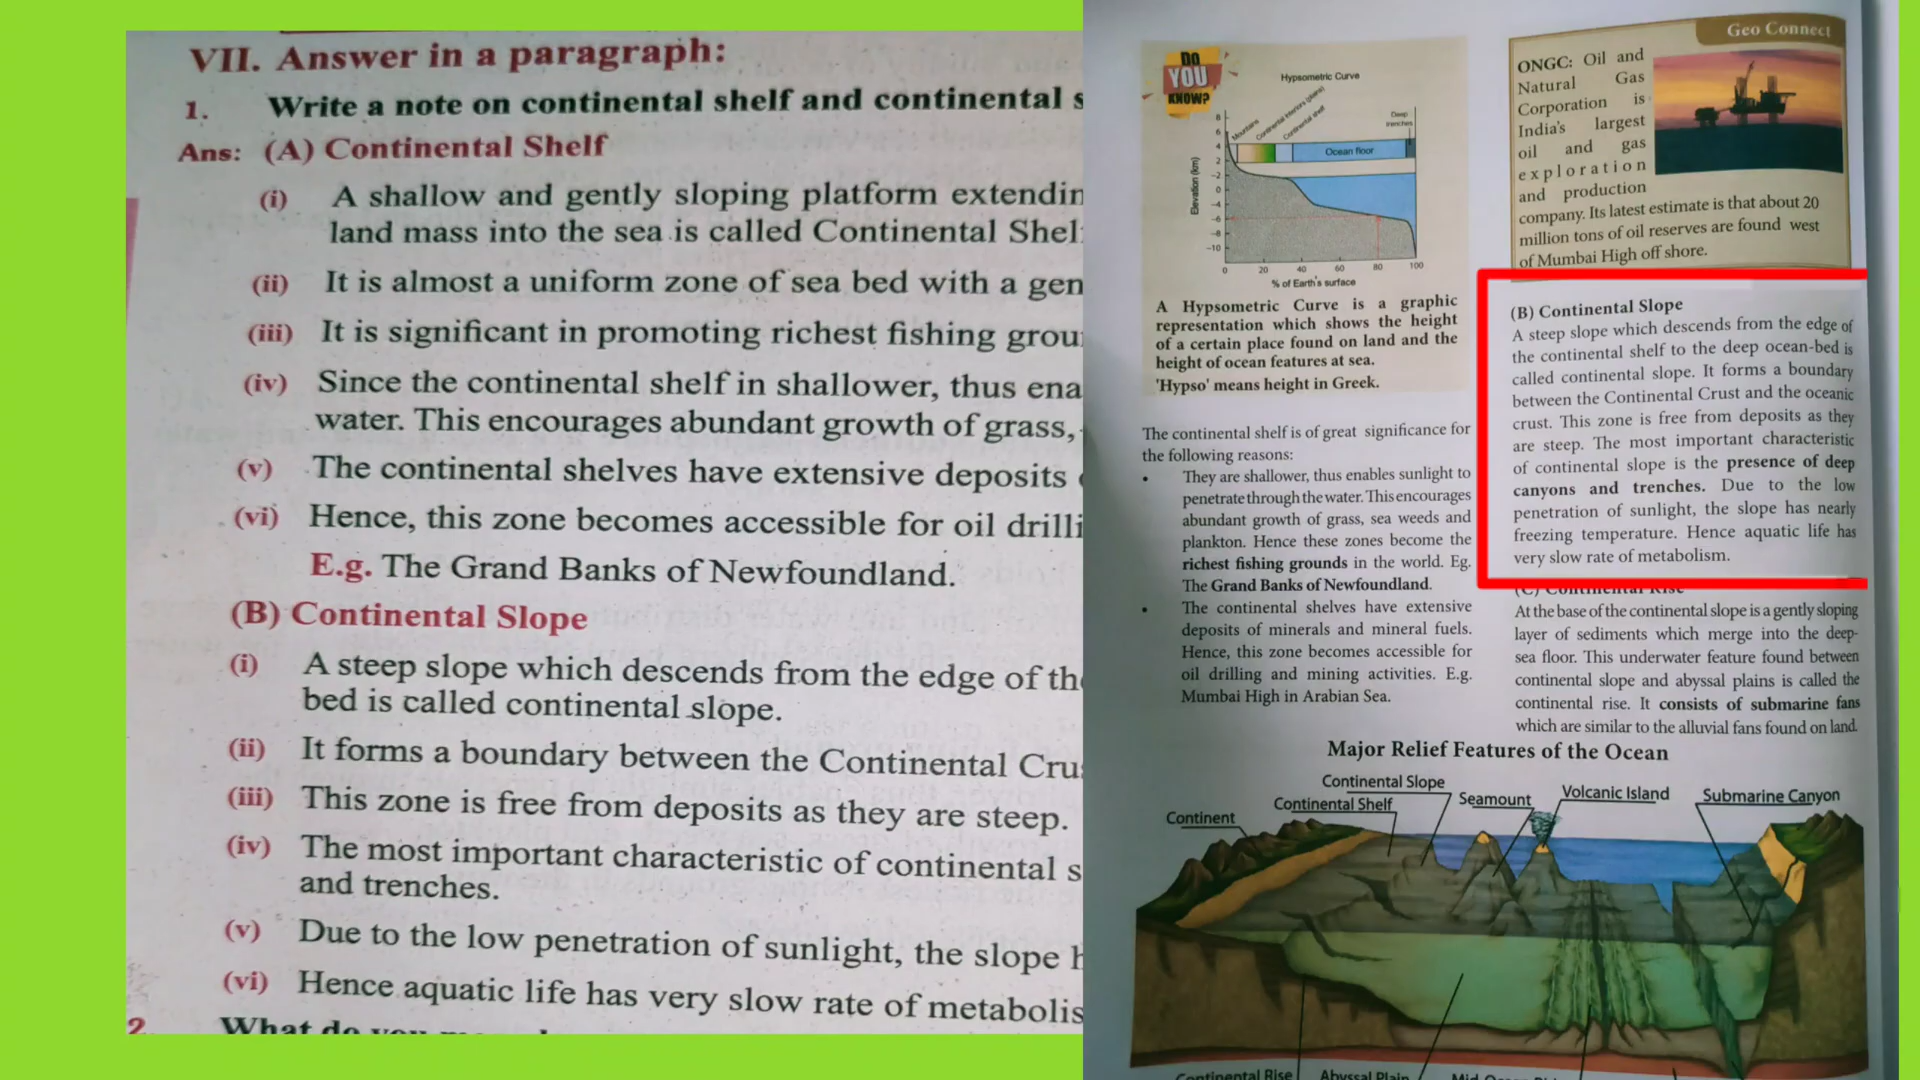 VII. Answer in a paragraph:
1. Write a note on continental shelf and continental s
Ans: (A) Continental Shelf
(i) A shallow and gently sloping platform extendin
land mass into the sea is called Continental Shel
(ii) It is almost a uniform zone of sea bed with a gen
(iii) It is significant in promoting richest fishing grou
(iv) Since the continental shelf in shallower, thus ena
water. This encourages abundant growth of grass,
(v) The continental shelves have extensive deposits
(vi) Hence, this zone becomes accessible for oil drilli
E.g. The Grand Banks of Newfoundland.
(B) Continental Slope
(i) A steep slope which descends from the edge of th
bed is called continental slope.
(ii) It forms a boundary between the Continental Cru
(iii) This zone is free from deposits as they are steep.
(iv) The most important characteristic of continental s
and trenches.
(v) Due to the low penetration of sunlight, the slope h
(vi) Hence aquatic life has very slow rate of metabolis
2
DO
YOU
KNOW?
Hypsometric Curve
Mountains
Continental interiors (plains)
Continental shelf
Deep
trenches
Ocean floor
Elevation (km)
8
6
4
2
-2
0
-4
-6
-8
-10
0 20 40 60 80 100
% of Earth's surface
A Hypsometric Curve is a graphic
representation which shows the height
of a certain place found on land and the
height of ocean features at sea.
'Hypso' means height in Greek.
The continental shelf is of great significance for
the following reasons:
• They are shallower, thus enables sunlight to
penetrate through the water. This encourages
abundant growth of grass, sea weeds and
plankton. Hence these zones become the
richest fishing grounds in the world. Eg.
The Grand Banks of Newfoundland.
• The continental shelves have extensive
deposits of minerals and mineral fuels.
Hence, this zone becomes accessible for
oil drilling and mining activities. E.g.
Mumbai High in Arabian Sea.
Geo Connect
ONGC: Oil and
Natural Gas
Corporation is
India's largest
oil and gas
exploration
and production
company. Its latest estimate is that about 20
million tons of oil reserves are found west
of Mumbai High off shore.
(B) Continental Slope
A steep slope which descends from the edge of
the continental shelf to the deep ocean-bed is
called continental slope. It forms a boundary
between the Continental Crust and the oceanic
crust. This zone is free from deposits as they
are steep. The most important characteristic
of continental slope is the presence of deep
canyons and trenches. Due to the low
penetration of sunlight, the slope has nearly
freezing temperature. Hence aquatic life has
very slow rate of metabolism.
(C) Continental Rise
At the base of the continental slope is a gently sloping
layer of sediments which merge into the deep-
sea floor. This underwater feature found between
continental slope and abyssal plains is called the
continental rise. It consists of submarine fans
which are similar to the alluvial fans found on land.
Major Relief Features of the Ocean
Continental Slope
Continental Shelf
Continent
Seamount
Volcanic Island
Submarine Canyon
Continental Rise
Abyssal Plain